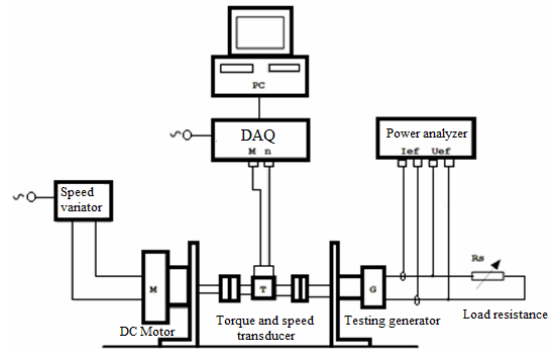 PC
DAQ
M n
Power analyzer
Ief Uef
Speed
variator
Rs
M
T
G
Load resistance
DC Motor
Torque and speed
transducer
Testing generator